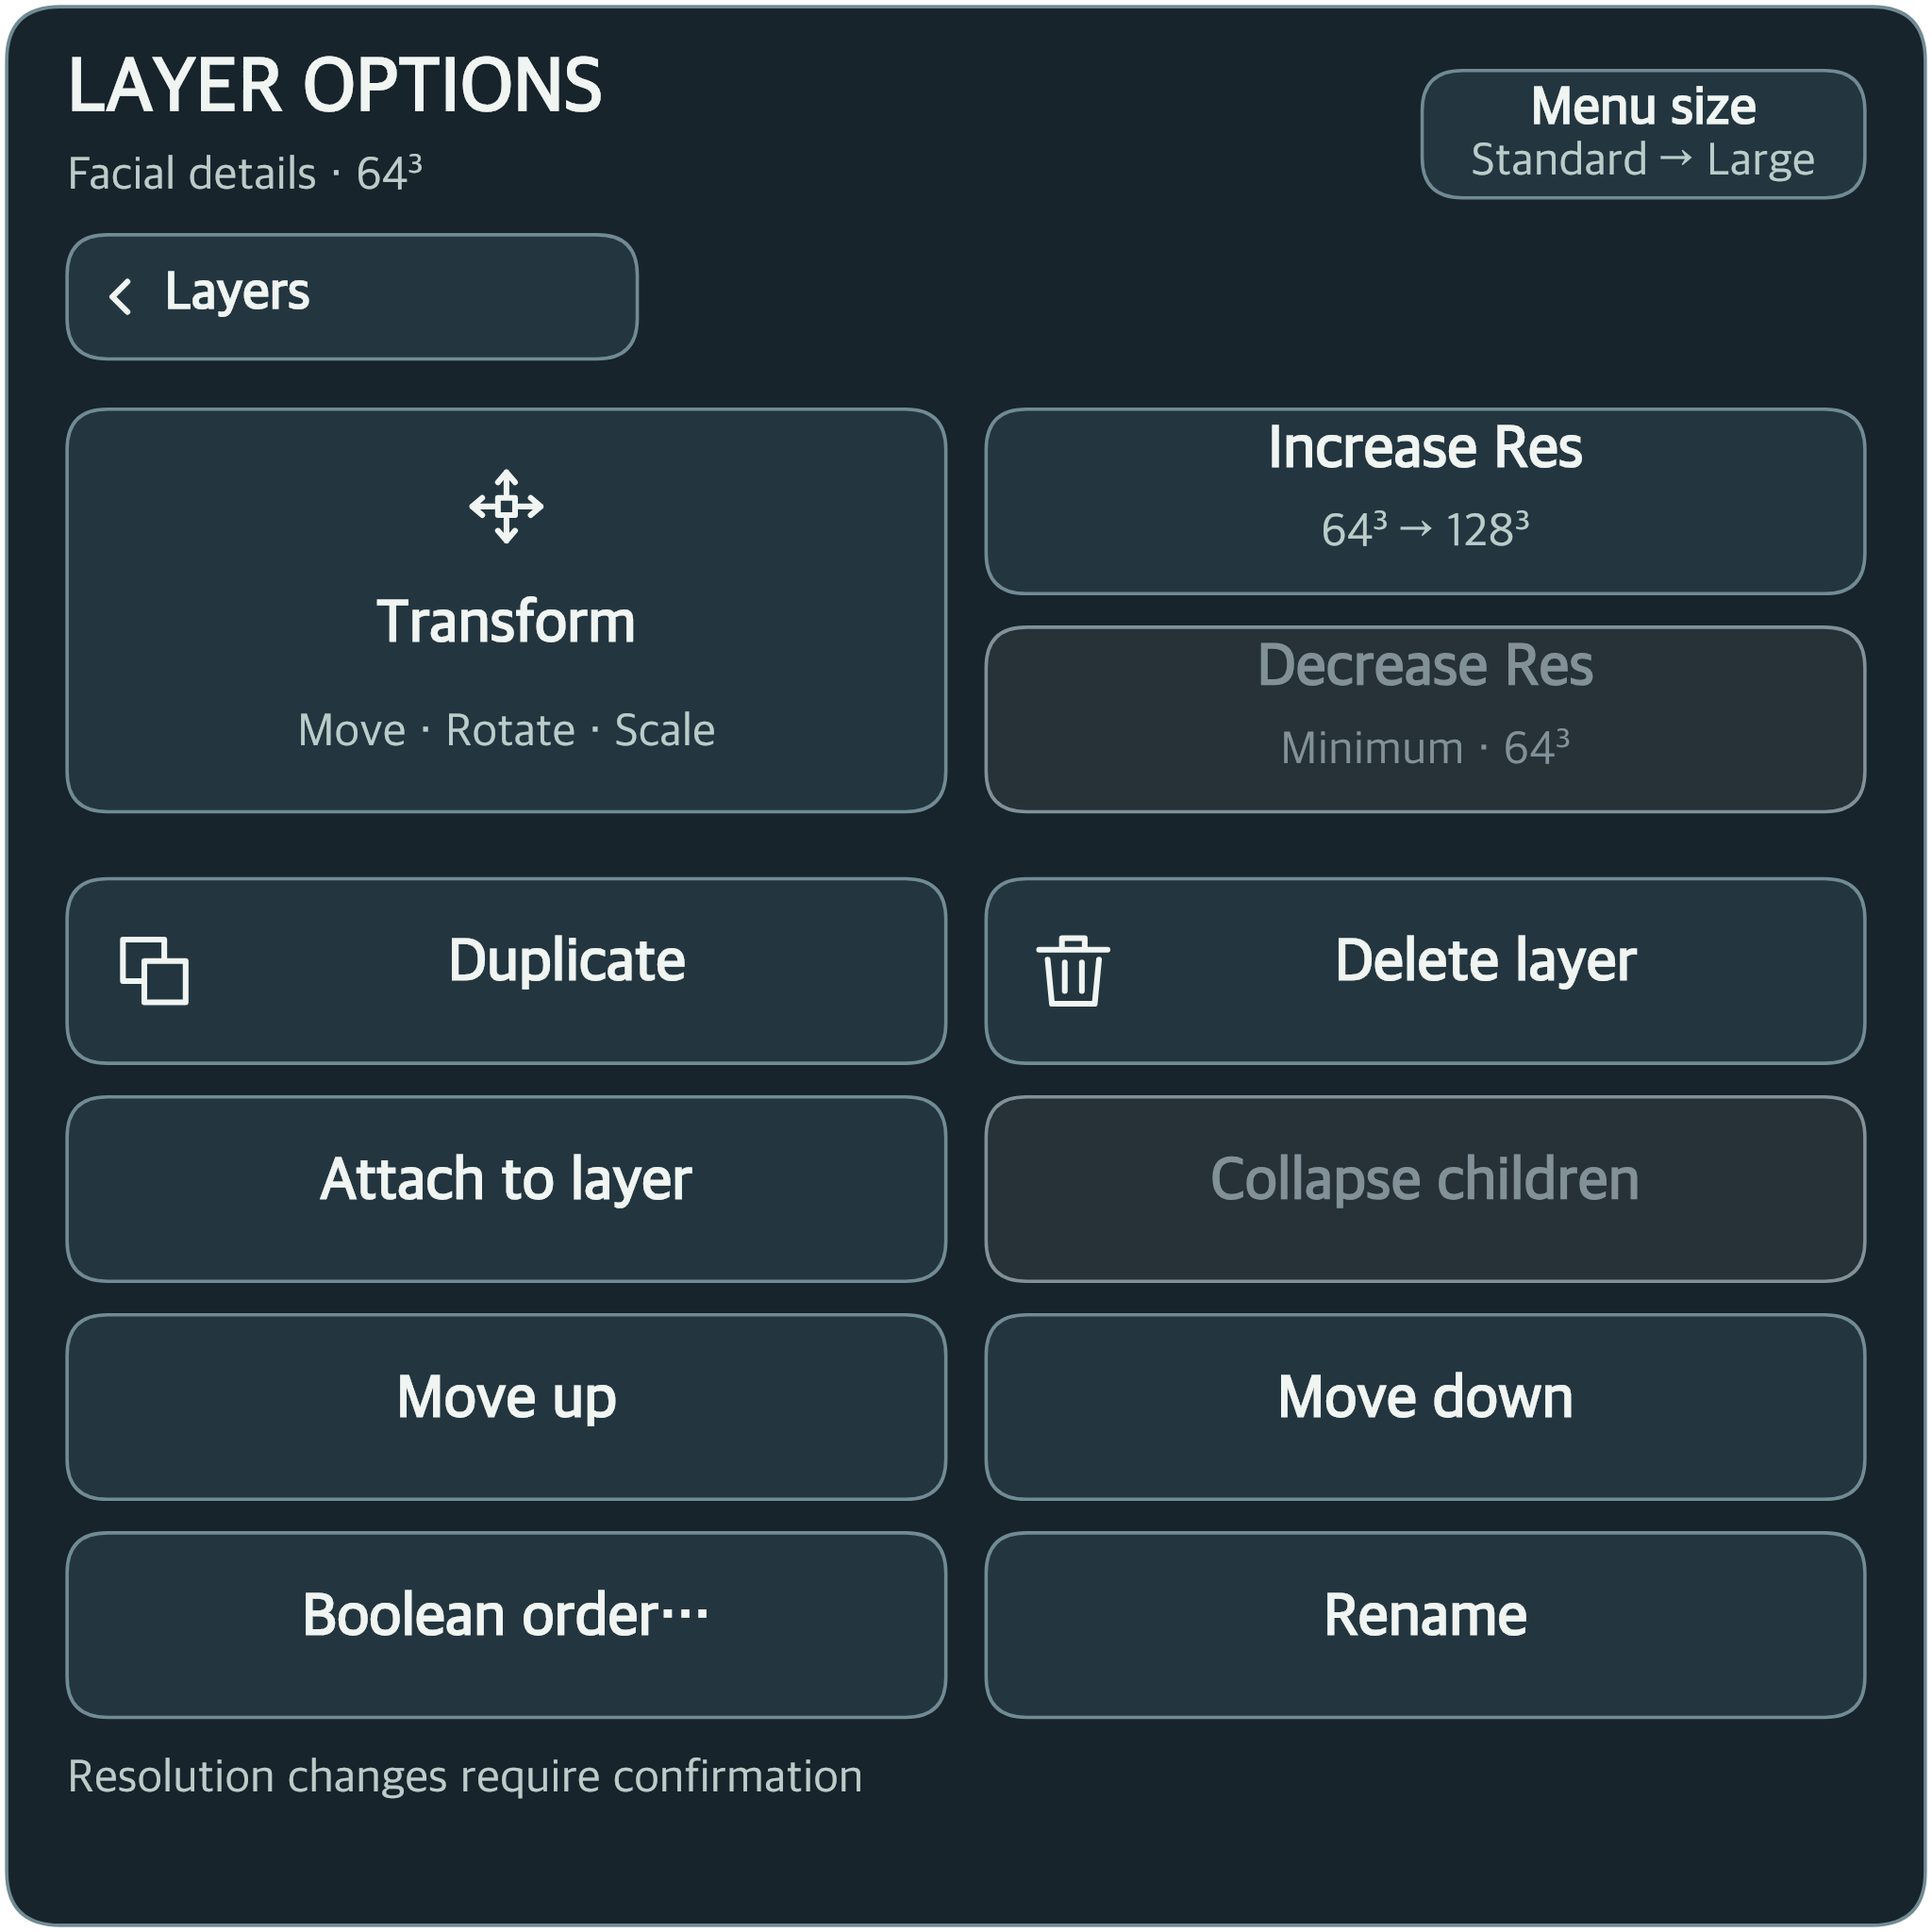 LAYER OPTIONS
Facial details · 64³
Menu size
Standard → Large
Layers
Transform
Move · Rotate · Scale
Increase Res
64³ → 128³
Decrease Res
Minimum · 64³
Duplicate
Delete layer
Attach to layer
Collapse children
Move up
Move down
Boolean order⋯
Rename
Resolution changes require confirmation